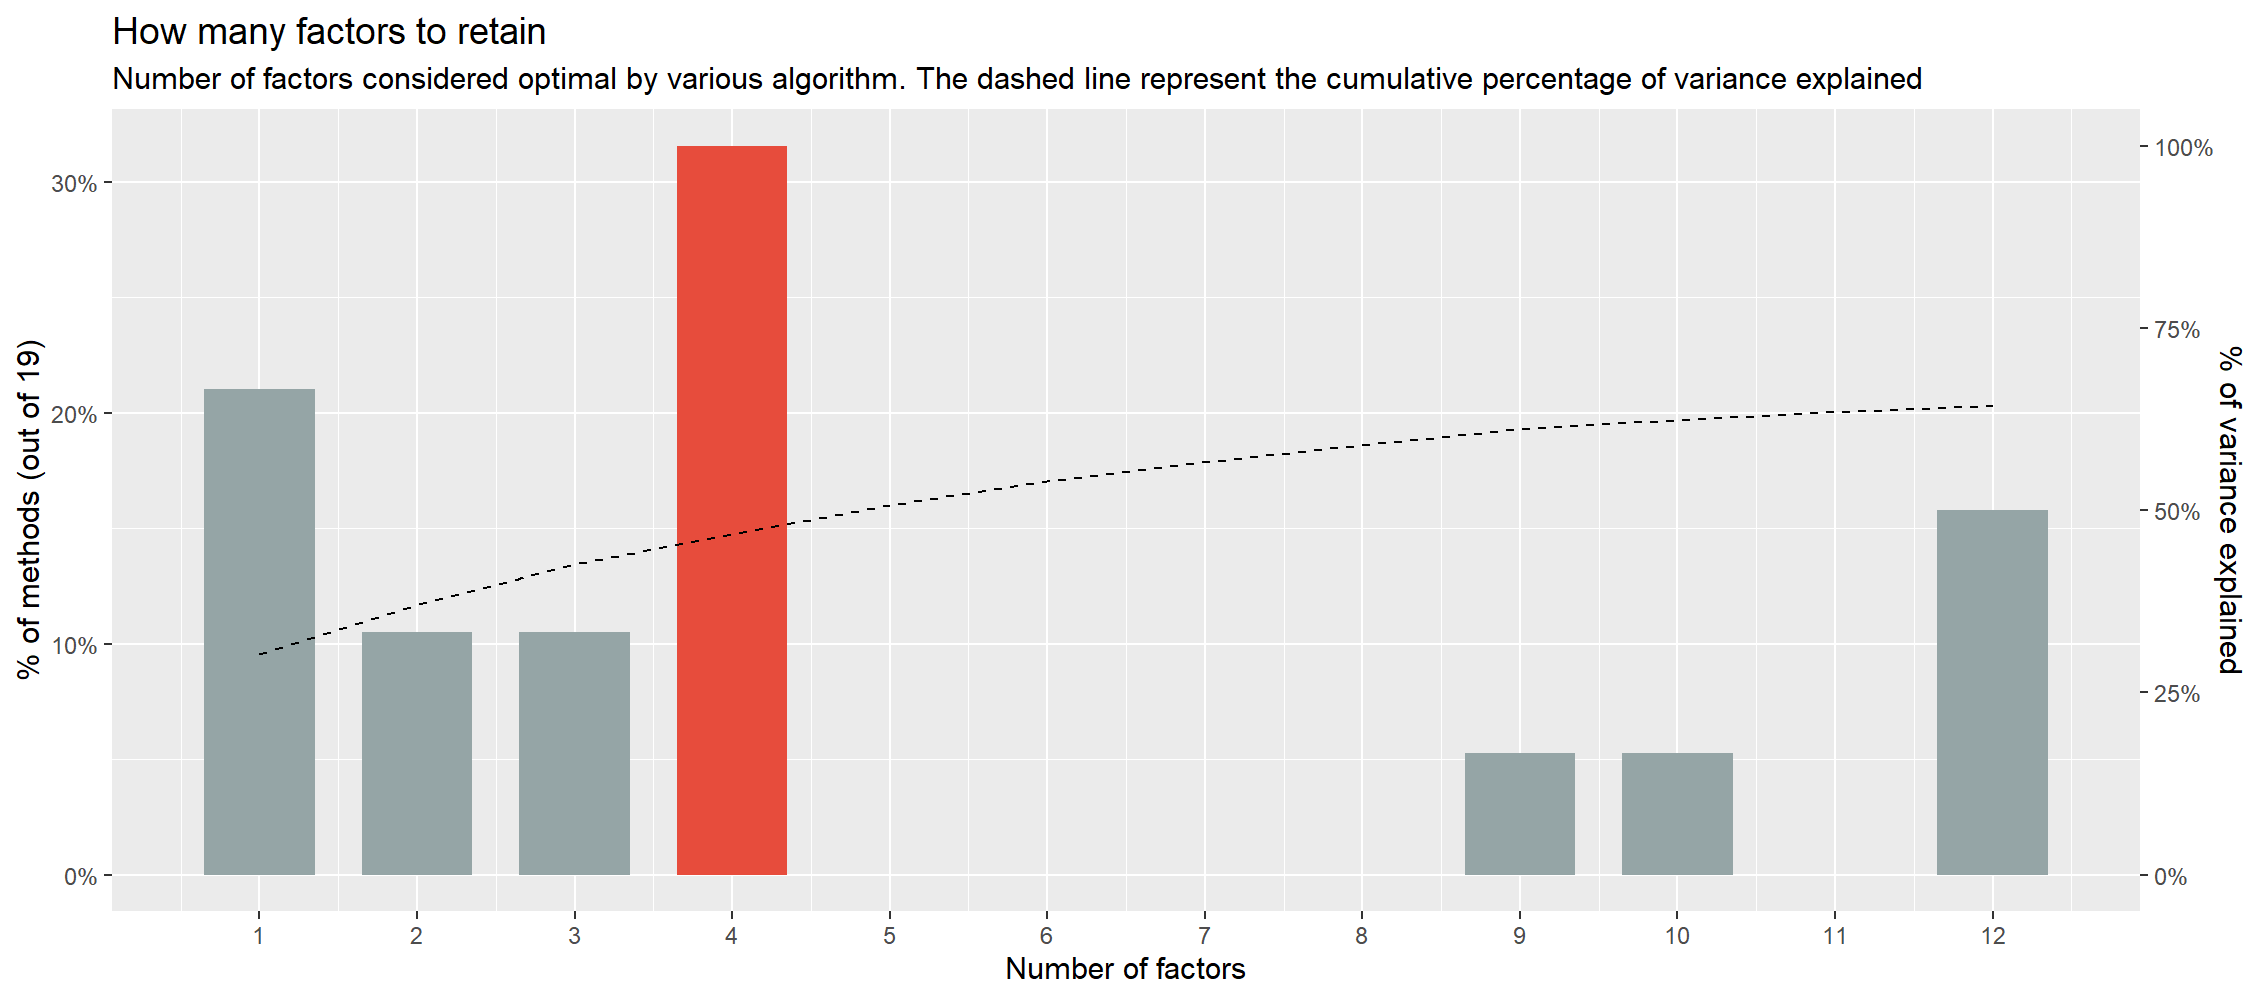 How many factors to retain
Number of factors considered optimal by various algorithm. The dashed line represent the cumulative percentage of variance explained
% of methods (out of 19)
30%
20%
10%
0%
100%
75%
50%
25%
0%
% of variance explained
1 2 3 4 5 6 7 8 9 10 11 12
Number of factors